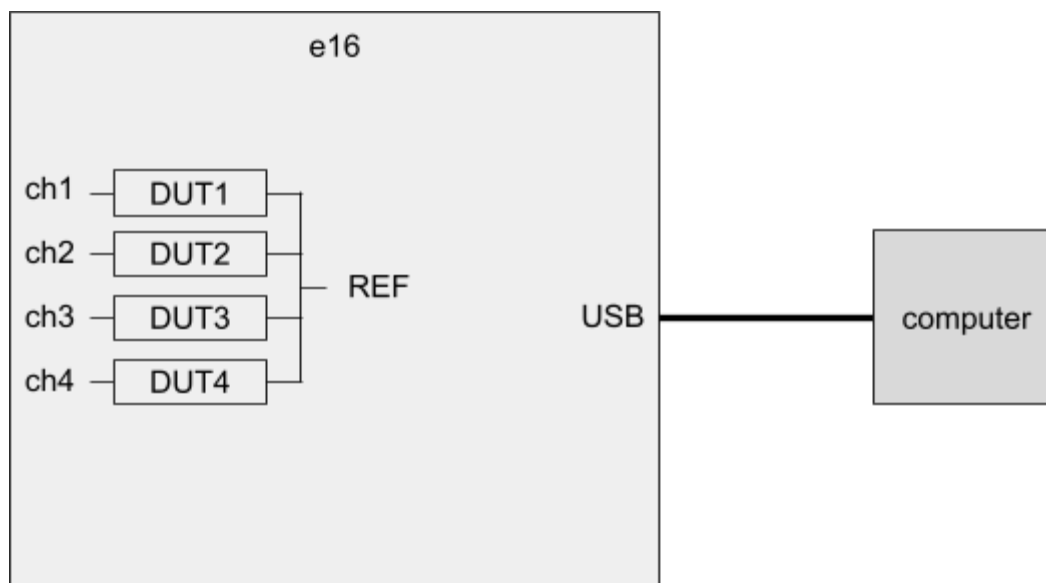 e16
ch1 DUT1
ch2 DUT2
REF
ch3 DUT3
USB
computer
ch4 DUT4